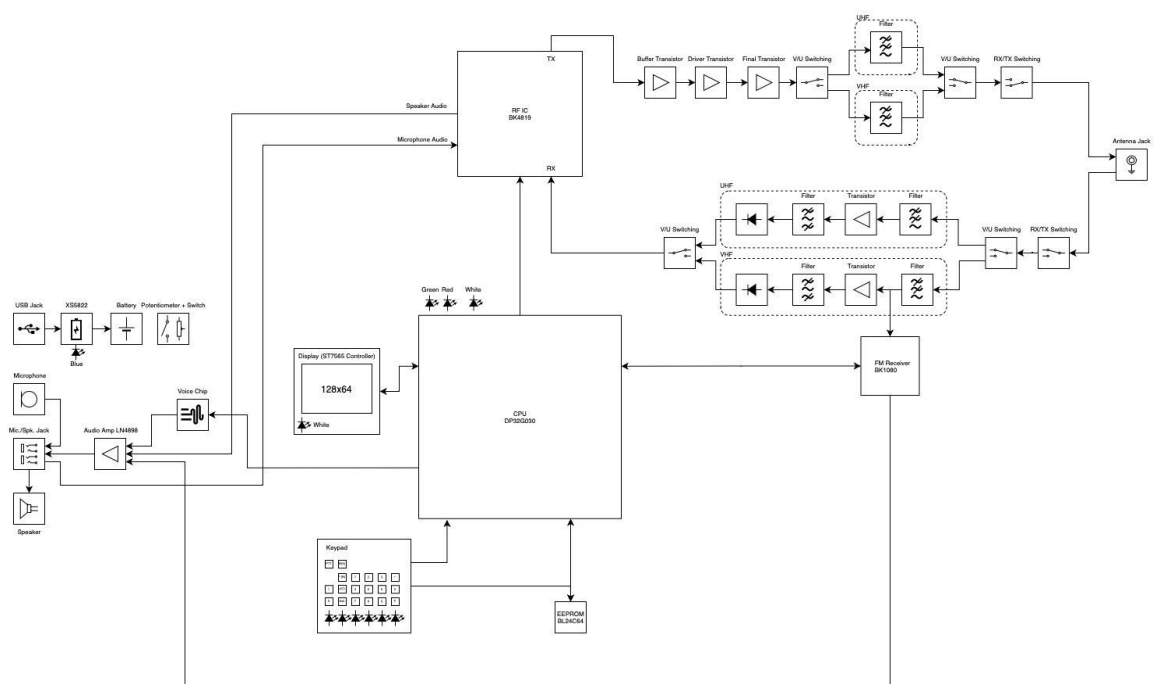 UHF
Filter
TX
Buffer Transistor
Driver Transistor
Final Transistor
V/U Switching
V/U Switching
RX/TX Switching
VHF
Filter
Speaker Audio
RF IC
BK4819
Microphone Audio
Antenna Jack
RX
UHF
Filter
Transistor
Filter
V/U Switching
V/U Switching
RX/TX Switching
VHF
Filter
Transistor
Filter
Green
Red
White
USB Jack
XS5822
Battery
Potentiometer + Switch
Blue
Display (ST7565 Controller)
128x64
White
FM Receiver
BK1080
Microphone
Voice Chip
CPU
DP32G030
Mic./Spk. Jack
Audio Amp LN4898
Speaker
Keypad
EEPROM
BL24C64